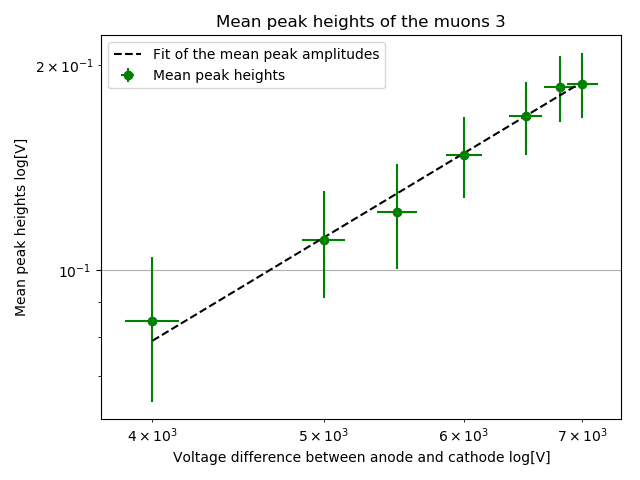 Mean peak heights of the muons 3
Fit of the mean peak amplitudes
Mean peak heights
Mean peak heights log[V]
2 × 10⁻¹
10⁻¹
4 × 10³ 5 × 10³ 6 × 10³ 7 × 10³
Voltage difference between anode and cathode log[V]